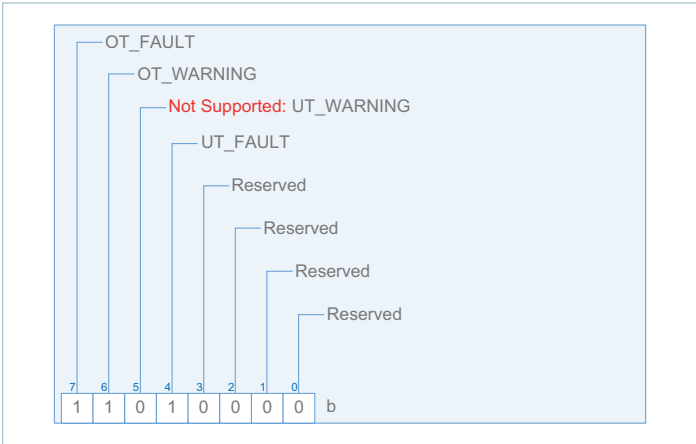 OT_FAULT
OT_WARNING
Not Supported: UT_WARNING
UT_FAULT
Reserved
Reserved
Reserved
Reserved
7 6 5 4 3 2 1 0
1 1 0 1 0 0 0 0 b